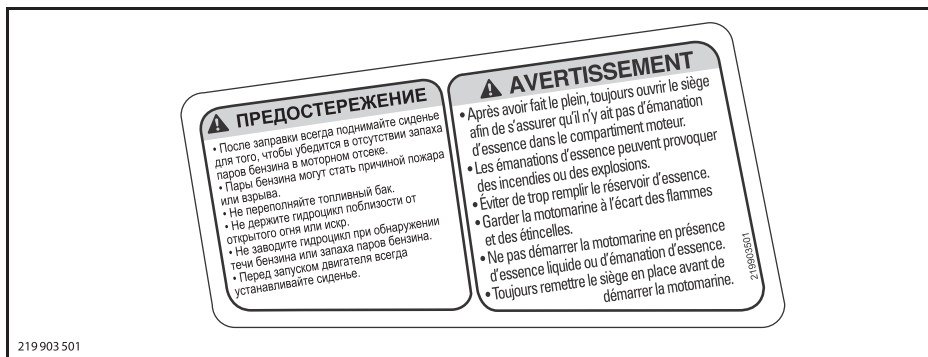 ПРЕДОСТЕРЕЖЕНИЕ
• После заправки всегда поднимайте сиденье
для того, чтобы убедится в отсутствии запаха
паров бензина в моторном отсеке.
• Пары бензина могут стать причиной пожара
или взрыва.
• Не переполняйте топливный бак.
• Не держите гидроцикл поблизости от
открытого огня или искр.
• Не заводите гидроцикл при обнаружении
течи бензина или запаха паров бензина.
• Перед запуском двигателя всегда
устанавливайте сиденье.
AVERTISSEMENT
• Après avoir fait le plein, toujours ouvrir le siège
afin de s'assurer qu'il n'y ait pas d'émanation
d'essence dans le compartiment moteur.
• Les émanations d'essence peuvent provoquer
des incendies ou des explosions.
• Éviter de trop remplir le réservoir d'essence.
• Garder la motomarine à l'écart des flammes
et des étincelles.
• Ne pas démarrer la motomarine en présence
d'essence liquide ou d'émanation d'essence.
• Toujours remettre le siège en place avant de
démarrer la motomarine.
219903501
219 903 501